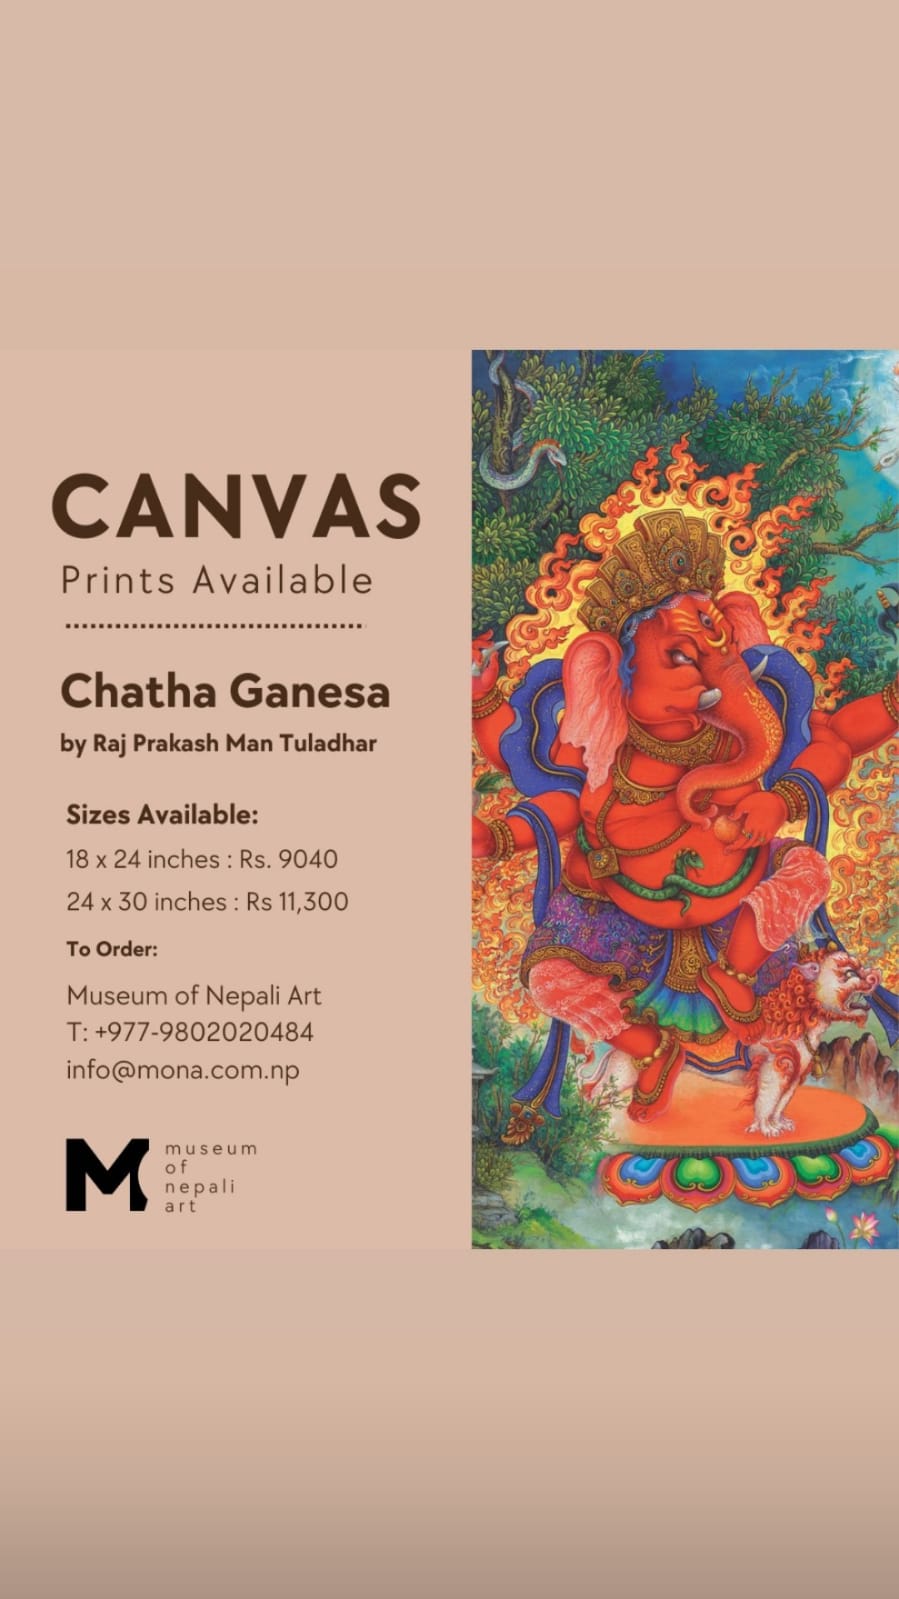 CANVAS
Prints Available
Chatha Ganesa
by Raj Prakash Man Tuladhar
Sizes Available:
18 x 24 inches : Rs. 9040
24 x 30 inches : Rs 11,300
To Order:
Museum of Nepali Art
T: +977-9802020484
info@mona.com.np
M
museum
of
nepali
art